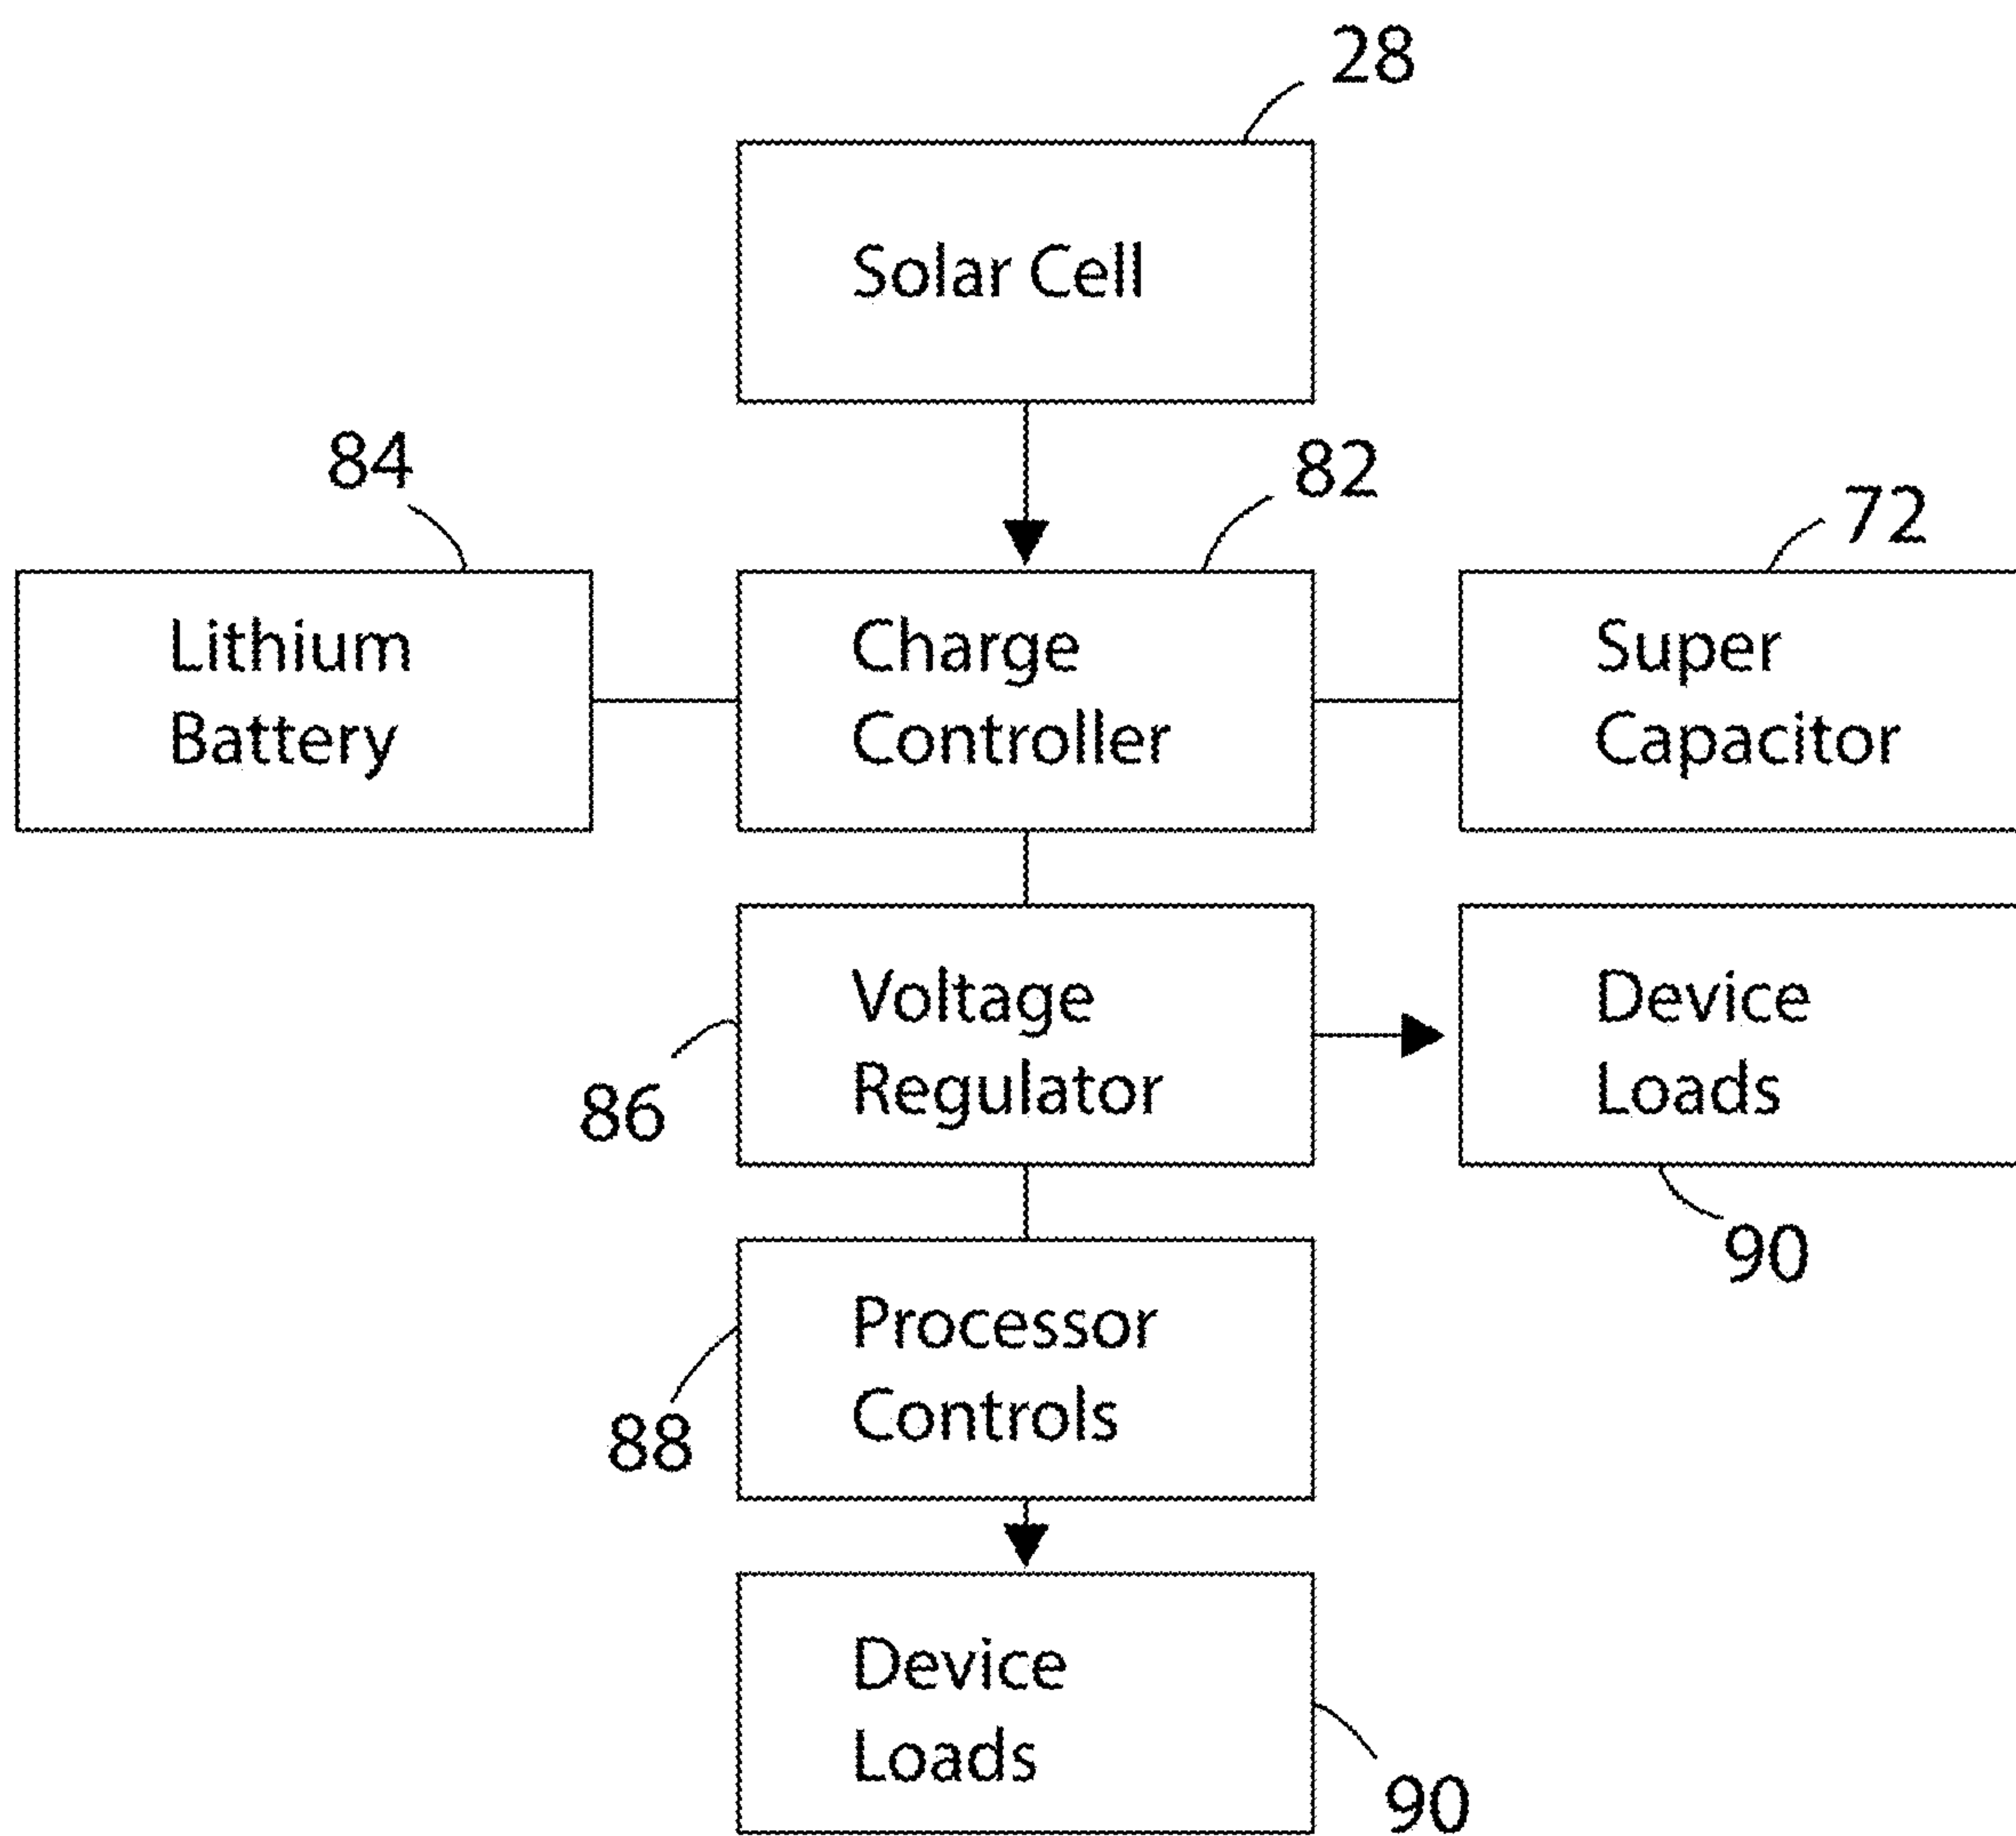 28
Solar Cell
84
82
72
Lithium
Battery
Charge
Controller
Super
Capacitor
Voltage
Regulator
Device
Loads
86
90
Processor
Controls
88
Device
Loads
90